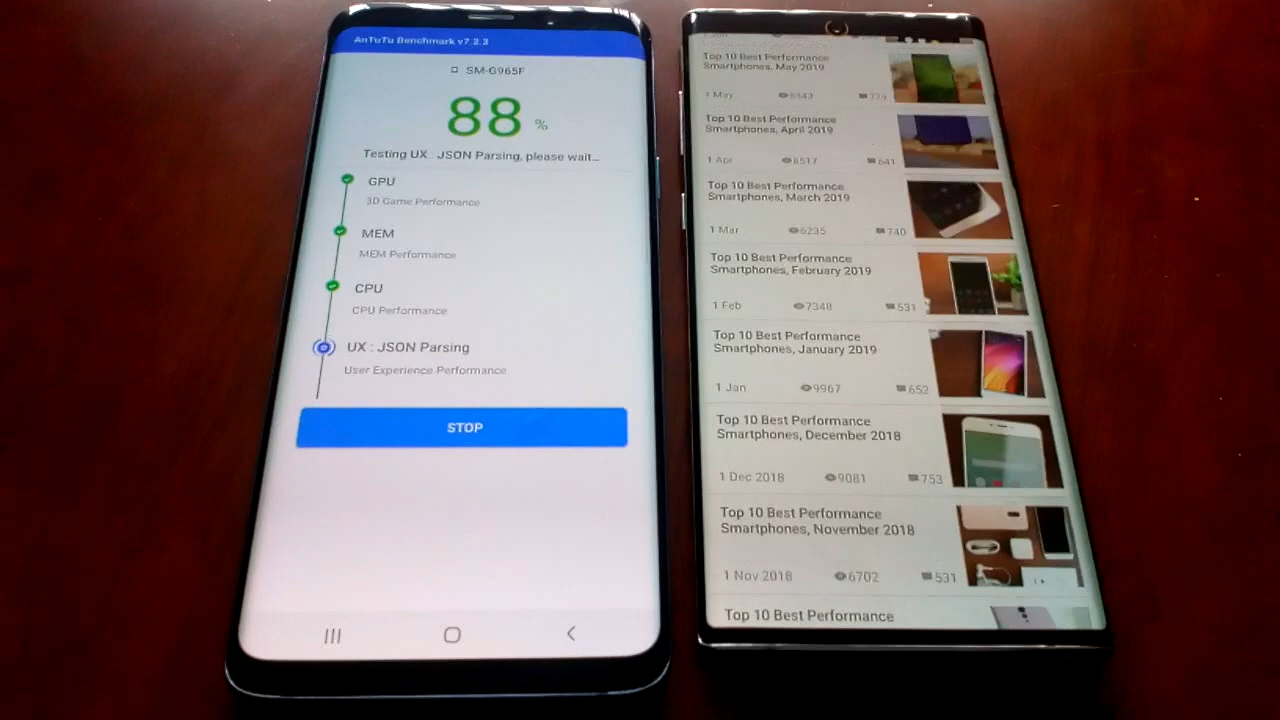 AnTuTu Benchmark v7.2.3
SM-G965F
88 %
Testing UX : JSON Parsing, please wait...
GPU
3D Game Performance
MEM
MEM Performance
CPU
CPU Performance
UX : JSON Parsing
User Experience Performance
STOP
Top 10 Best Performance
Smartphones, May 2019
1 May 8343 779
Top 10 Best Performance
Smartphones, April 2019
1 Apr 8517 641
Top 10 Best Performance
Smartphones, March 2019
1 Mar 6235 740
Top 10 Best Performance
Smartphones, February 2019
1 Feb 7348 531
Top 10 Best Performance
Smartphones, January 2019
1 Jan 9967 652
Top 10 Best Performance
Smartphones, December 2018
1 Dec 2018 9081 753
Top 10 Best Performance
Smartphones, November 2018
1 Nov 2018 6702 531
Top 10 Best Performance